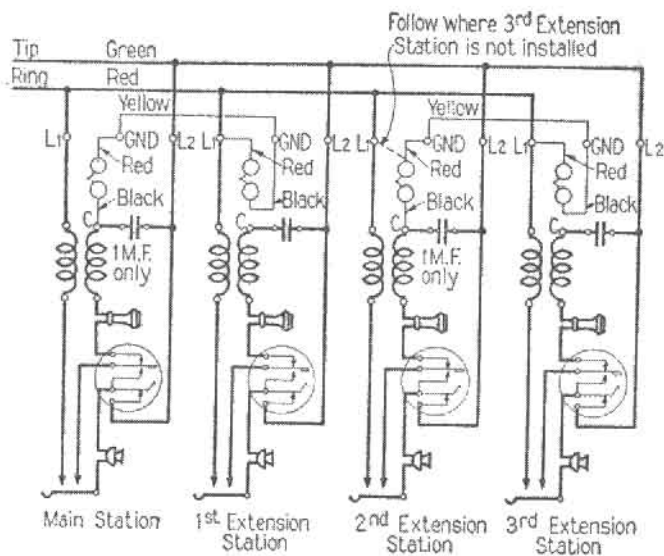 Follow where 3rd Extension
Station is not installed
Tip Green
Ring Red
Yellow
Yellow
L1
GND
L2
L1
GND
L2
L1
GND
L2
L1
GND
L2
Red
Red
Red
Red
Black
Black
Black
Black
C
C
C
C
1 M.F.
only
1 M.F.
only
Main Station
1st Extension
Station
2nd Extension
Station
3rd Extension
Station